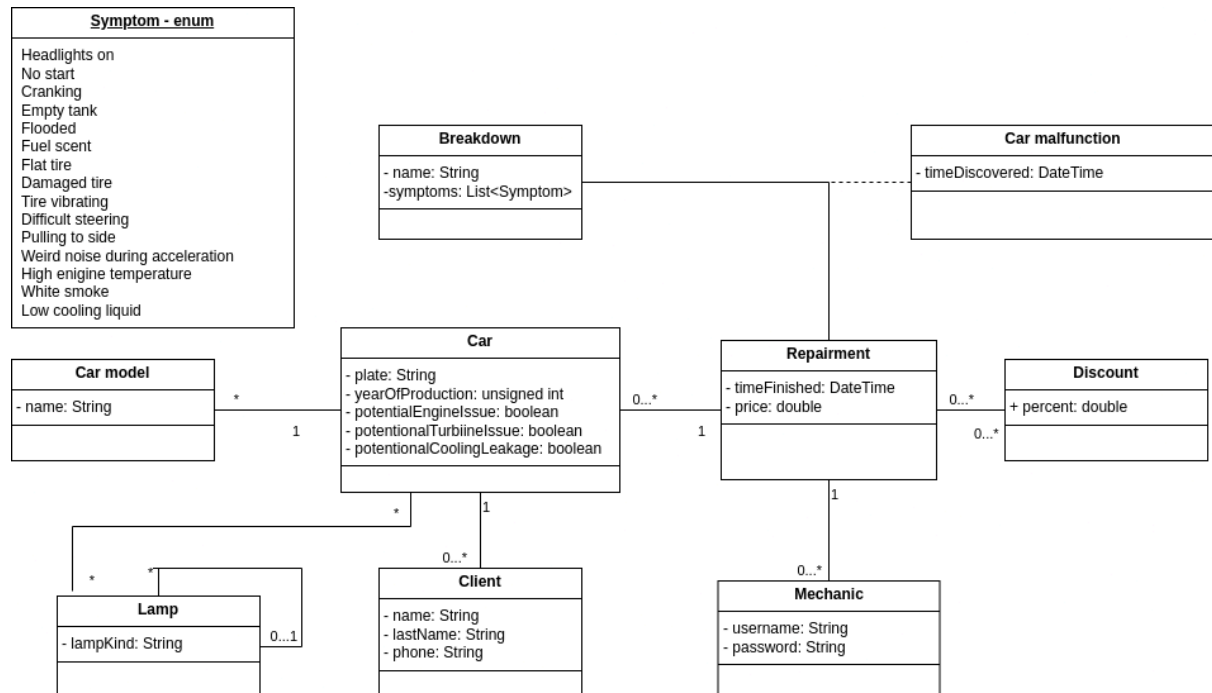 Symptom - enum
Headlights on
No start
Cranking
Empty tank
Flooded
Fuel scent
Flat tire
Damaged tire
Tire vibrating
Difficult steering
Pulling to side
Weird noise during acceleration
High enigine temperature
White smoke
Low cooling liquid
Breakdown
- name: String
-symptoms: List<Symptom>
Car malfunction
- timeDiscovered: DateTime
Car model
- name: String
*
1
Car
- plate: String
- yearOfProduction: unsigned int
- potentialEngineIssue: boolean
- potentionalTurbiineIssue: boolean
- potentionalCoolingLeakage: boolean
0...*
1
Repairment
- timeFinished: DateTime
- price: double
0...*
0...*
Discount
+ percent: double
*
*
1
0...*
1
0...*
*
0...1
Lamp
- lampKind: String
Client
- name: String
- lastName: String
- phone: String
Mechanic
- username: String
- password: String